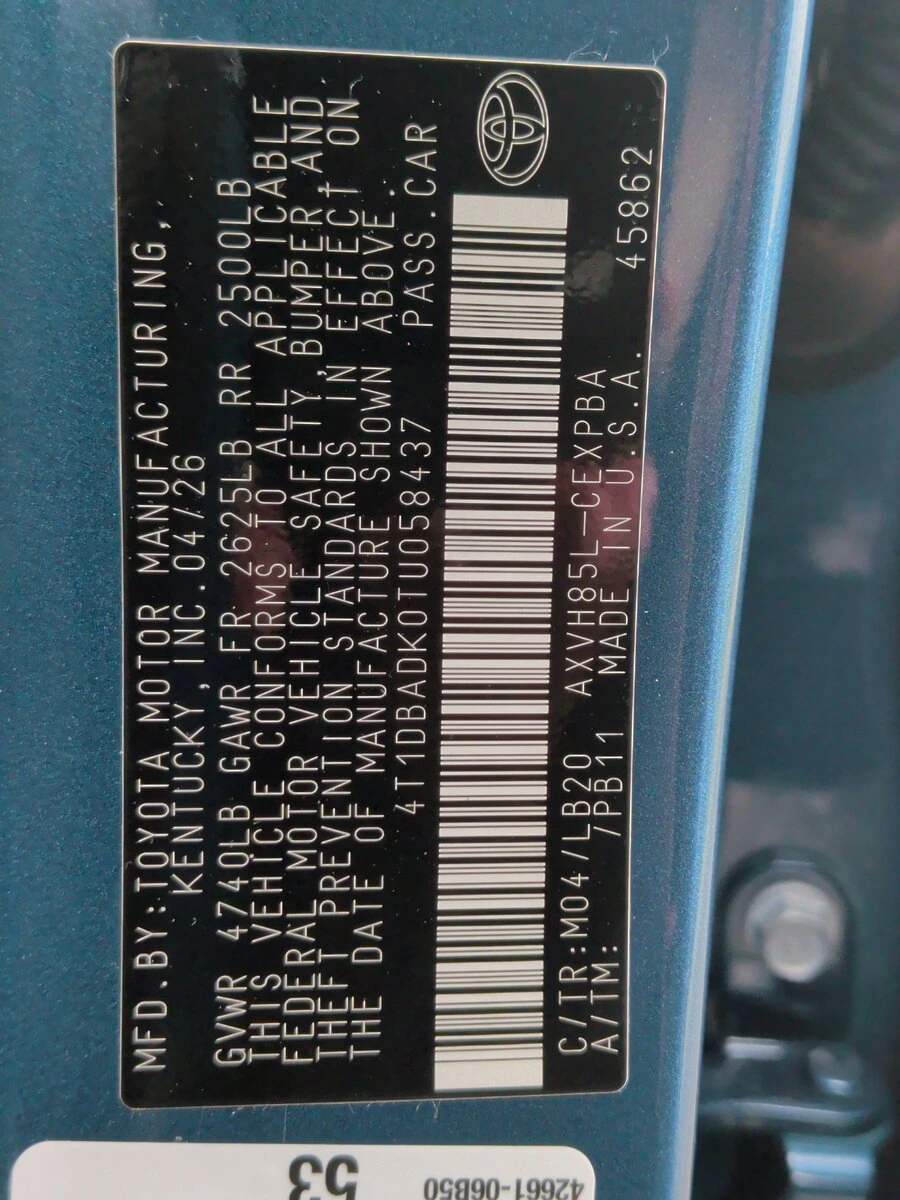 MFD.BY:TOYOTA MOTOR MANUFACTURING,
KENTUCKY,INC.04/26
GVWR 4740LB GAWR FR 2625LB RR 2500LB
THIS VEHICLE CONFORMS TO ALL APPLICABLE
FEDERAL MOTOR VEHICLE SAFETY,BUMPER AND
THEFT PREVENTION STANDARDS IN EFFECT ON
THE DATE OF MANUFACTURE SHOWN ABOVE.
4T1DBADK0TU058437 PASS.CAR
C/TR:M04/LB20 AXVH85L-CEXPBA
A/TM: 7PB11 MADE IN U.S.A. 45862
53
42661-06B50